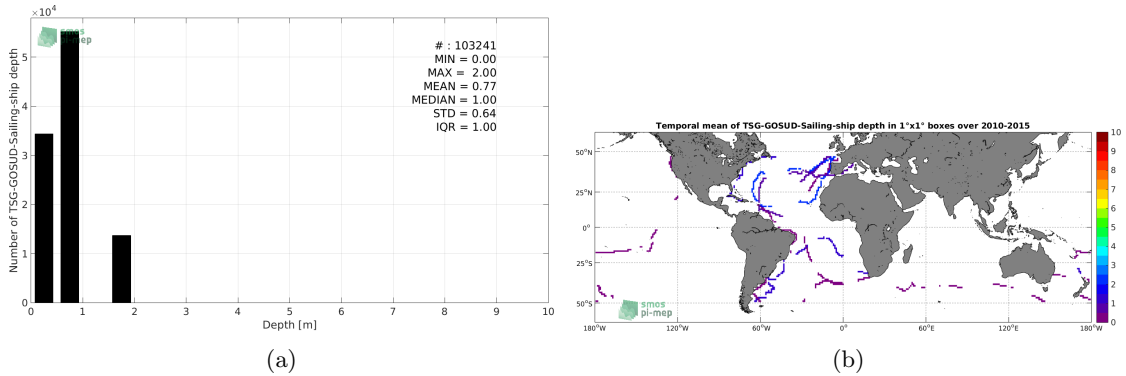 ×10⁴
smos
pi-mep
Number of TSG-GOSUD-Sailing-ship depth
5
4
3
2
1
0
# : 103241
MIN = 0.00
MAX = 2.00
MEAN = 0.77
MEDIAN = 1.00
STD = 0.64
IQR = 1.00
0 1 2 3 4 5 6 7 8 9 10
Depth [m]
(a)
Temporal mean of TSG-GOSUD-Sailing-ship depth in 1°x1° boxes over 2010-2015
50°N
25°N
0°
25°S
50°S
smos
pi-mep
180°W 120°W 60°W 0° 60°E 120°E 180°E
10
9
8
7
6
5
4
3
2
1
0
(b)